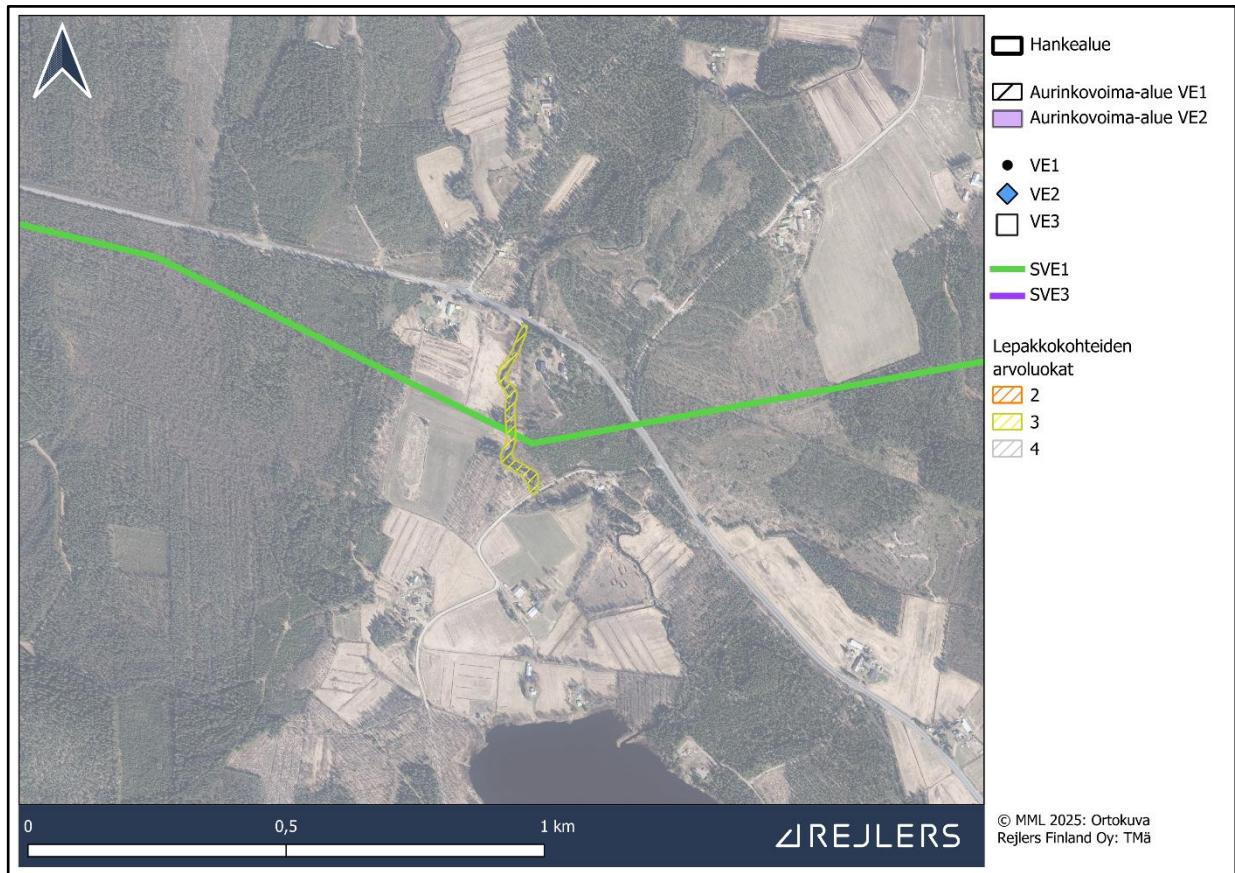 Hankealue
Aurinkovoima-alue VE1
Aurinkovoima-alue VE2
VE1
VE2
VE3
SVE1
SVE3
Lepakkokohteiden
arvoluokat
2
3
4
0
0,5
1 km
REJLERS
© MML 2025: Ortokuva
Rejlers Finland Oy: TMä